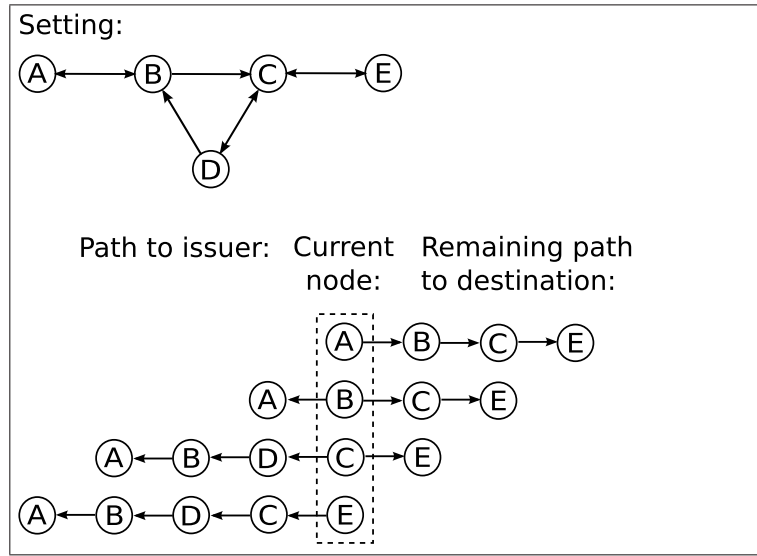 Setting:
A B C E
D
Path to issuer: Current Remaining path
node: to destination:
A B C E
A B C E
A B D C E
A B D C E